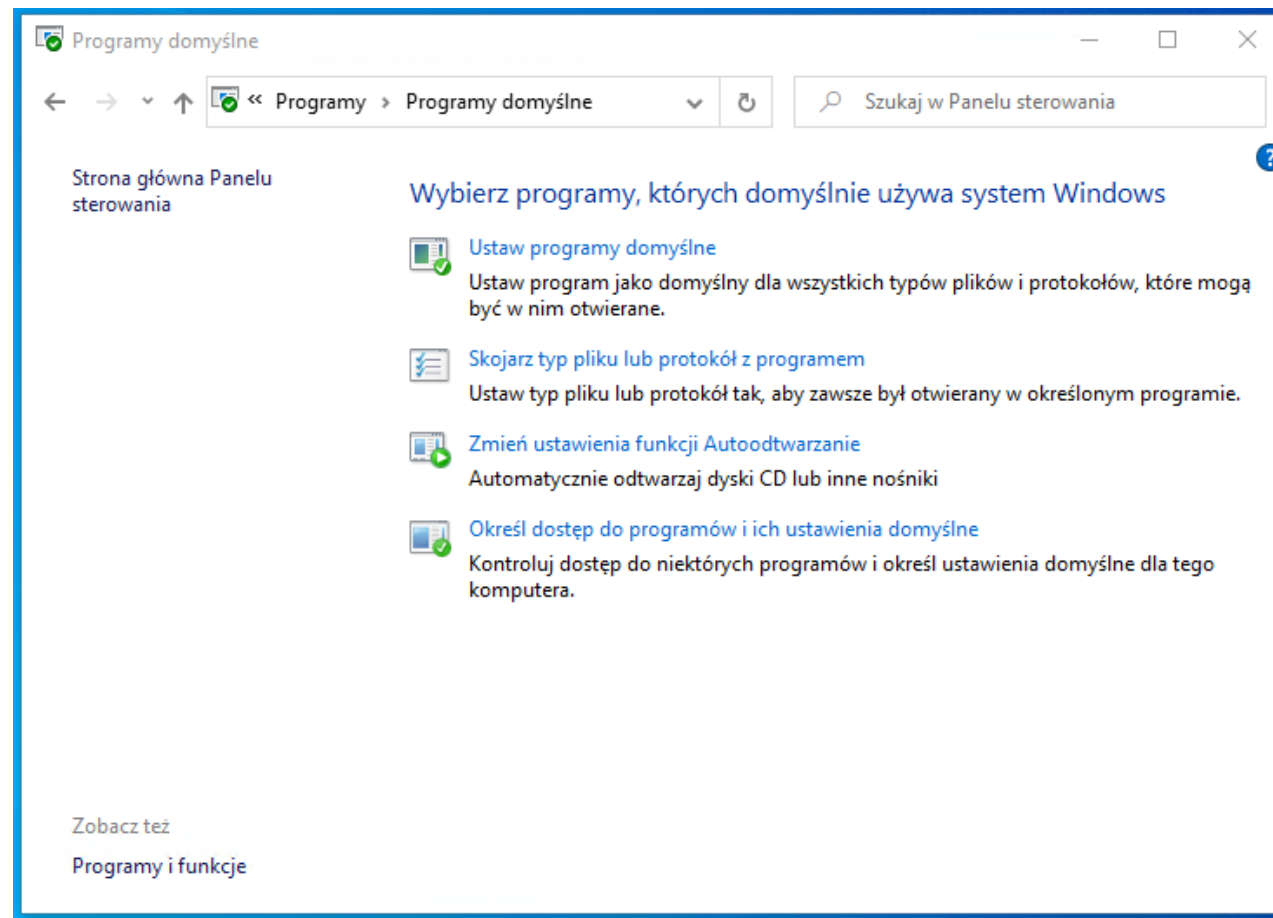 Programy domyślne
« Programy › Programy domyślne
Szukaj w Panelu sterowania
?
Strona główna Panelu
sterowania
Wybierz programy, których domyślnie używa system Windows
Ustaw programy domyślne
Ustaw program jako domyślny dla wszystkich typów plików i protokołów, które mogą
być w nim otwierane.
Skojarz typ pliku lub protokół z programem
Ustaw typ pliku lub protokół tak, aby zawsze był otwierany w określonym programie.
Zmień ustawienia funkcji Autoodtwarzanie
Automatycznie odtwarzaj dyski CD lub inne nośniki
Określ dostęp do programów i ich ustawienia domyślne
Kontroluj dostęp do niektórych programów i określ ustawienia domyślne dla tego
komputera.
Zobacz też
Programy i funkcje